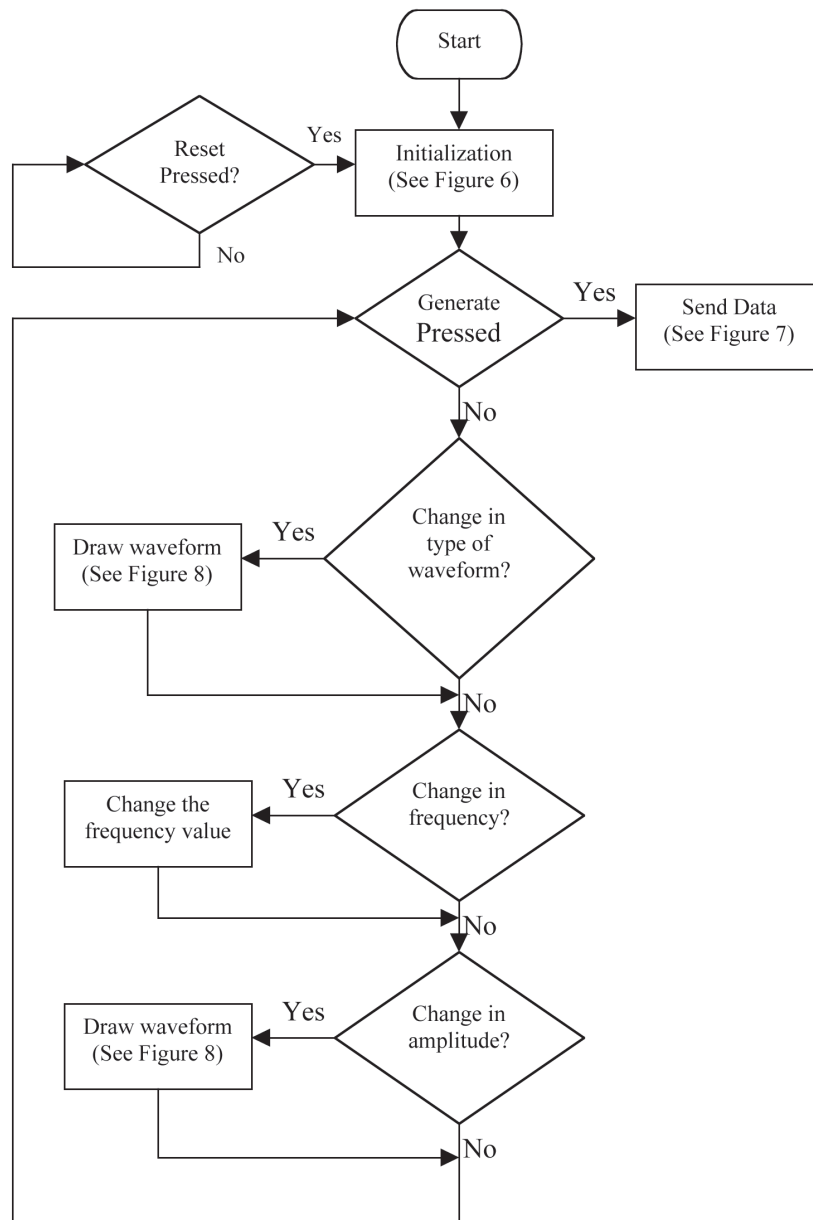 Start
Reset
Pressed?
Yes
Initialization
(See Figure 6)
No
Generate
Pressed
Yes
Send Data
(See Figure 7)
No
Change in
type of
waveform?
Yes
Draw waveform
(See Figure 8)
No
Change in
frequency?
Yes
Change the
frequency value
No
Change in
amplitude?
Yes
Draw waveform
(See Figure 8)
No